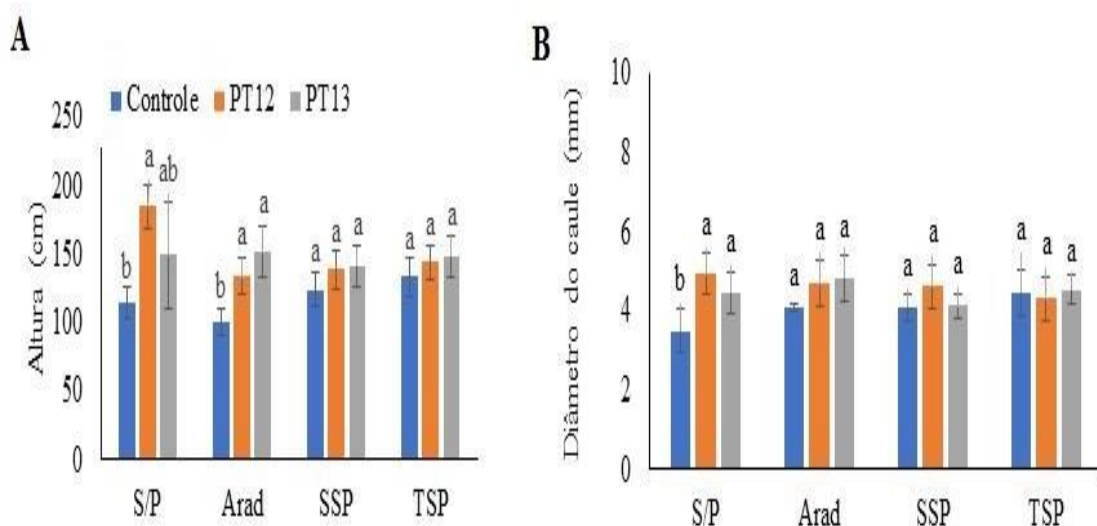 A
Controle PT12 PT13
Altura (cm)
250
200
150
100
50
0
b a ab
b a a
a a a
a a a
S/P Arad SSP TSP
B
Diâmetro do caule (mm)
10
8
6
4
2
0
b a a
a a a
a a a
a a a
S/P Arad SSP TSP